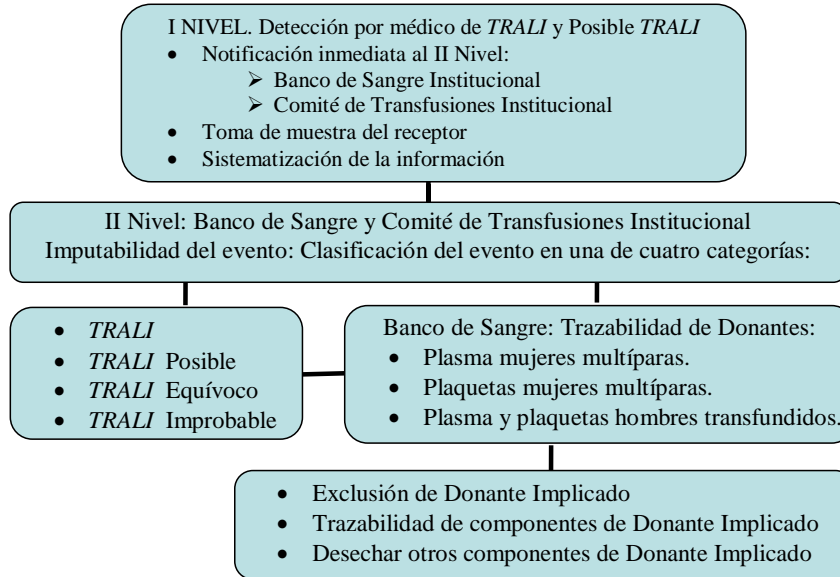 I NIVEL. Detección por médico de TRALI y Posible TRALI
• Notificación inmediata al II Nivel:
➢ Banco de Sangre Institucional
➢ Comité de Transfusiones Institucional
• Toma de muestra del receptor
• Sistematización de la información
II Nivel: Banco de Sangre y Comité de Transfusiones Institucional
Imputabilidad del evento: Clasificación del evento en una de cuatro categorías:
• TRALI
• TRALI Posible
• TRALI Equívoco
• TRALI Improbable
Banco de Sangre: Trazabilidad de Donantes:
• Plasma mujeres multíparas.
• Plaquetas mujeres multíparas.
• Plasma y plaquetas hombres transfundidos.
• Exclusión de Donante Implicado
• Trazabilidad de componentes de Donante Implicado
• Desechar otros componentes de Donante Implicado